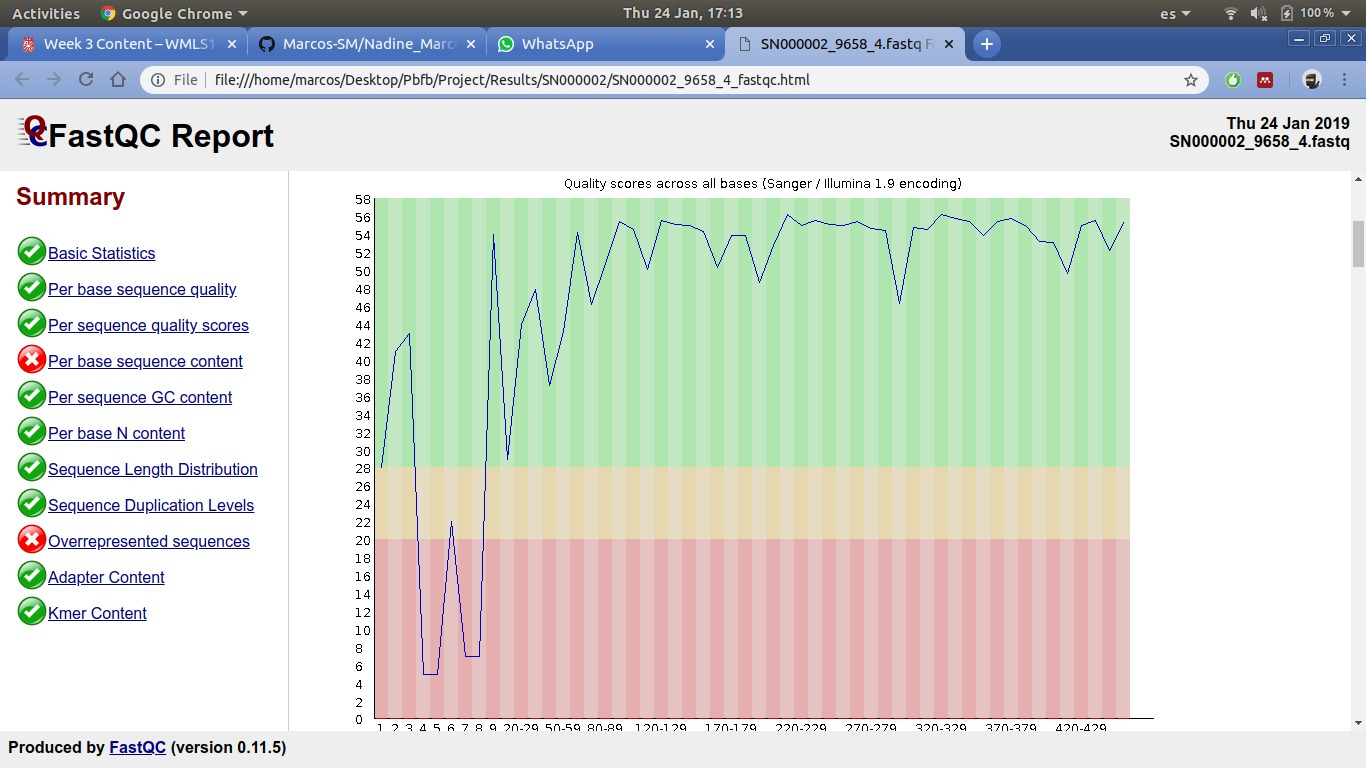 Activities Google Chrome Thu 24 Jan, 17:13 es 100 %
Week 3 Content – WMLS1 Marcos-SM/Nadine_Marc WhatsApp SN000002_9658_4.fastq F
File file:///home/marcos/Desktop/Pbfb/Project/Results/SN000002/SN000002_9658_4_fastqc.html
FastQC Report
Thu 24 Jan 2019
SN000002_9658_4.fastq
Summary
Basic Statistics
Per base sequence quality
Per sequence quality scores
Per base sequence content
Per sequence GC content
Per base N content
Sequence Length Distribution
Sequence Duplication Levels
Overrepresented sequences
Adapter Content
Kmer Content
Quality scores across all bases (Sanger / Illumina 1.9 encoding)
58
56
54
52
50
48
46
44
42
40
38
36
34
32
30
28
26
24
22
20
18
16
14
12
10
8
6
4
2
0
1 2 3 4 5 6 7 8 9 20-29 50-59 80-89 120-129 170-179 220-229 270-279 320-329 370-379 420-429
Produced by FastQC (version 0.11.5)